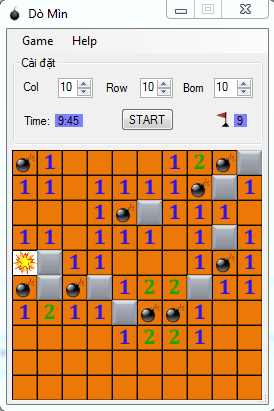 Dò Mìn
Game Help
Cài đặt
Col 10 Row 10 Bom 10
Time: 9:45 START 9
1 1 2
1 1 1 1 1 1 1
1 1 1 1
1 1 1 1 1 1 1
1 1 1 1
1 2 2 1 1
1 2 1 1 1
1 2 2 1